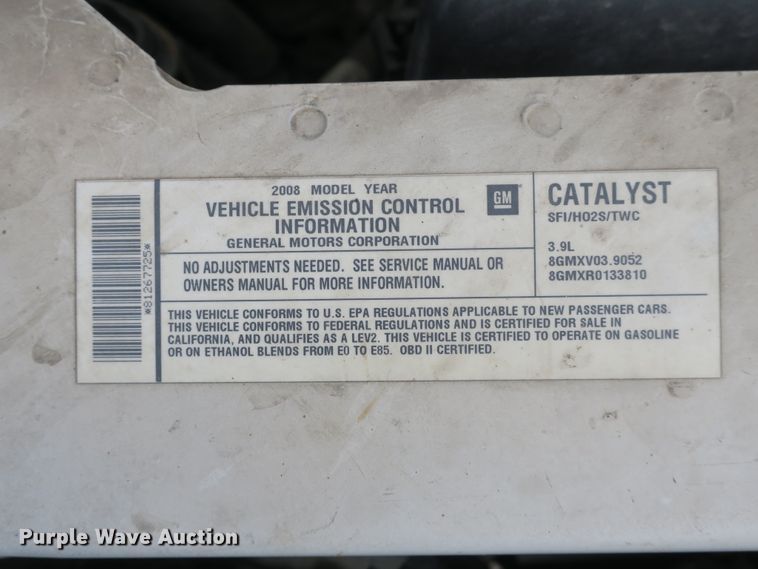 *81267725*
2008 MODEL YEAR
VEHICLE EMISSION CONTROL
INFORMATION
GENERAL MOTORS CORPORATION
GM
NO ADJUSTMENTS NEEDED. SEE SERVICE MANUAL OR
OWNERS MANUAL FOR MORE INFORMATION.
CATALYST
SFI/HO2S/TWC
3.9L
8GMXV03.9052
8GMXR0133810
THIS VEHICLE CONFORMS TO U.S. EPA REGULATIONS APPLICABLE TO NEW PASSENGER CARS.
THIS VEHICLE CONFORMS TO FEDERAL REGULATIONS AND IS CERTIFIED FOR SALE IN
CALIFORNIA, AND QUALIFIES AS A LEV2. THIS VEHICLE IS CERTIFIED TO OPERATE ON GASOLINE
OR ON ETHANOL BLENDS FROM E0 TO E85. OBD II CERTIFIED.
Purple Wave Auction